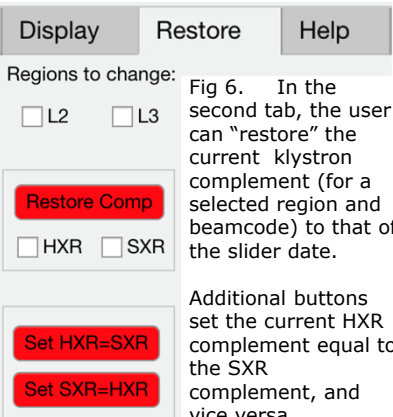 Display Restore Help
Regions to change:
L2 L3
Restore Comp
HXR SXR
Set HXR=SXR
Set SXR=HXR
Fig 6. In the
second tab, the user
can “restore” the
current klystron
complement (for a
selected region and
beamcode) to that of
the slider date.
Additional buttons
set the current HXR
complement equal to
the SXR
complement, and
vice versa